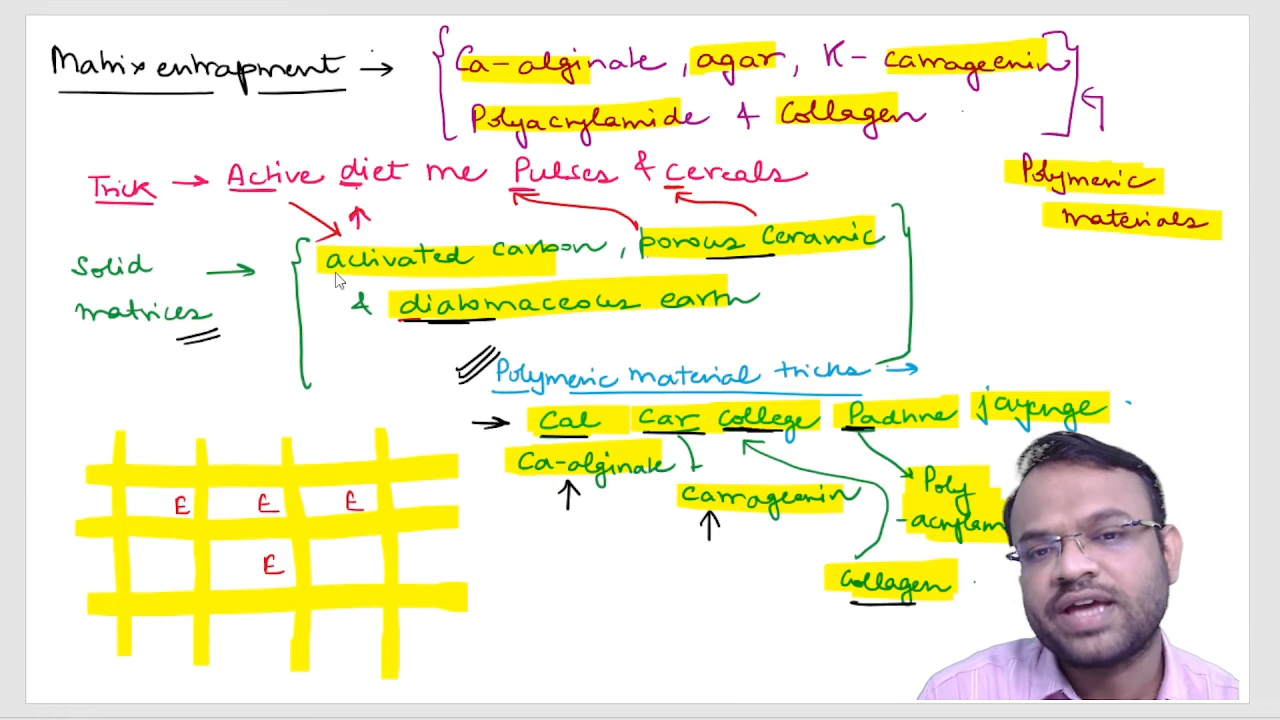 Matrix entrapment → Ca-alginate, agar, K-carrageenin
Polyacrylamide & Collagen
Polymeric materials
Trick → Active diet me Pulses & cereals
Solid matrices → activated carbon, porous ceramic
& diatomaceous earth
Polymeric material tricks →
→ Cal Car college Padhne jayenge
Ca-alginate
carrageenin
Poly
-acrylam
Collagen
E E E
E